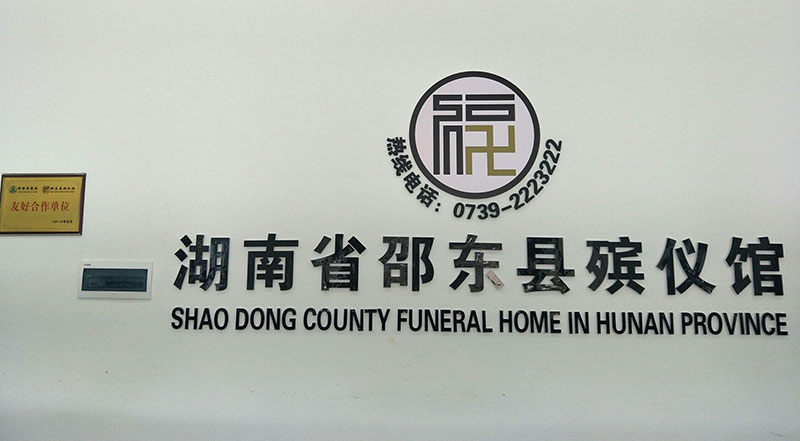 热线电话：0739-2223222
友好合作单位
湖南省邵东县殡仪馆
SHAO DONG COUNTY FUNERAL HOME IN HUNAN PROVINCE